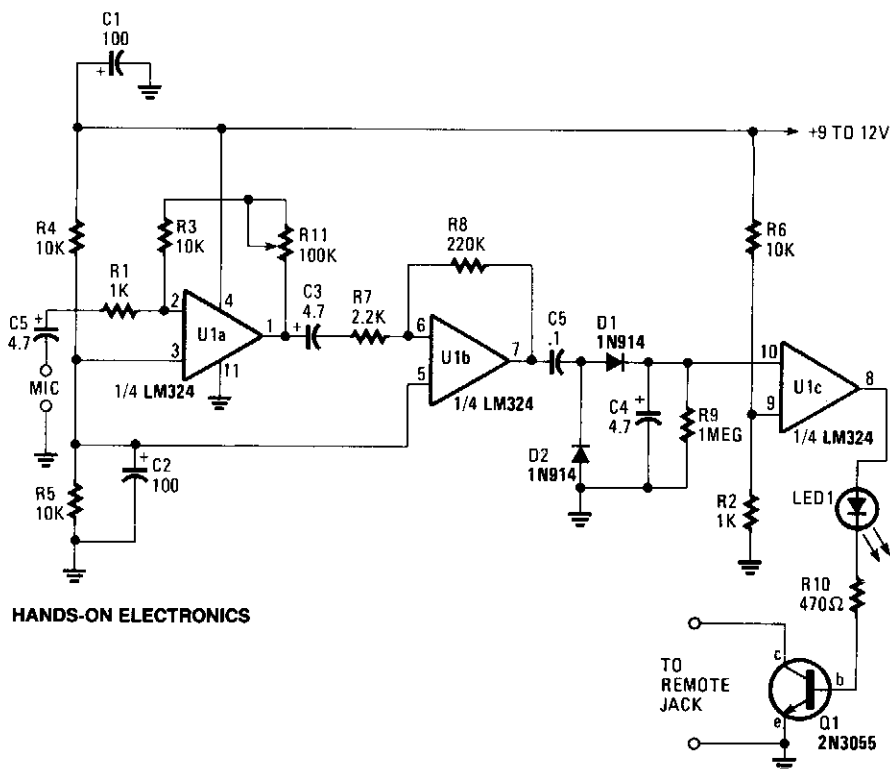 C1
100
+
+9 TO 12V
R4
10K
R3
10K
R11
100K
R8
220K
R6
10K
R1
1K
C5
4.7
+
MIC
2
3
4
11
1
U1a
1/4 LM324
C3
4.7
+
R7
2.2K
6
5
7
U1b
1/4 LM324
C5
.1
D1
1N914
D2
1N914
C4
4.7
+
R9
1MEG
10
9
8
U1c
1/4 LM324
R5
10K
C2
100
+
R2
1K
LED1
R10
470Ω
HANDS-ON ELECTRONICS
TO
REMOTE
JACK
c
b
e
Q1
2N3055